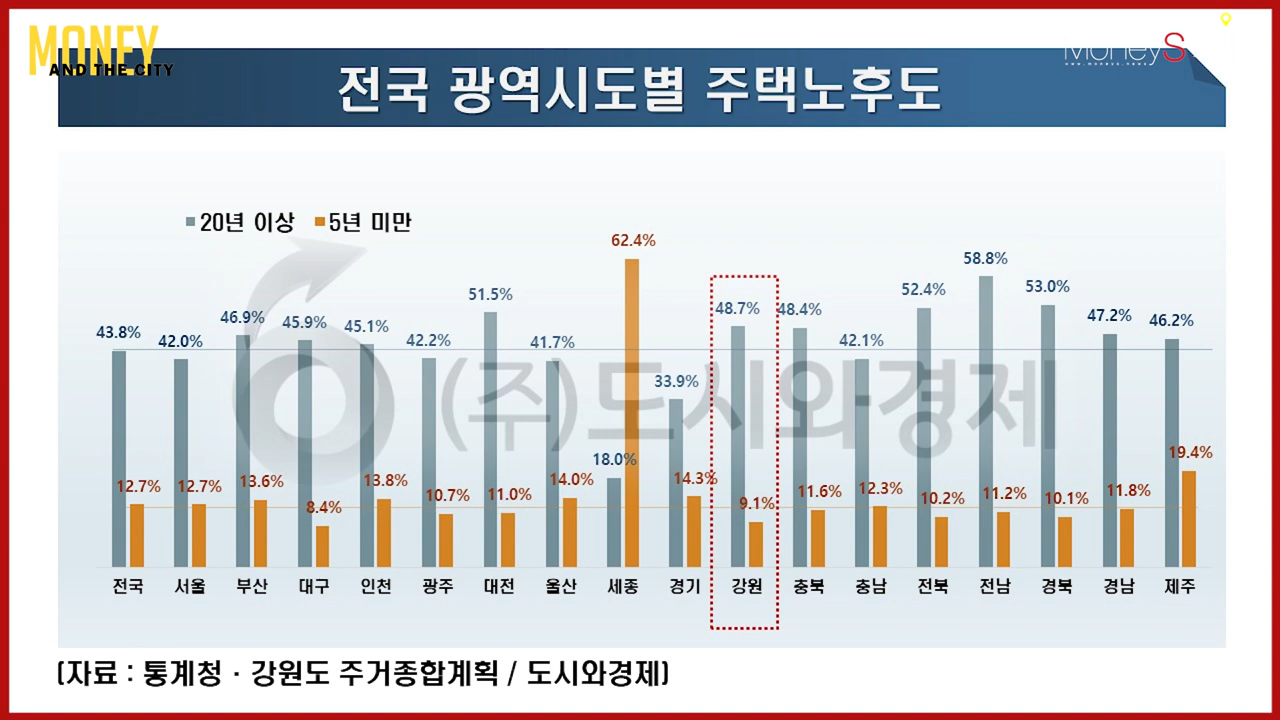 MONEY
AND THE CITY
MoneyS
전국 광역시도별 주택노후도
20년 이상 5년 미만
43.8% 42.0% 46.9% 45.9% 45.1% 42.2% 51.5% 41.7% 18.0% 33.9% 48.7% 48.4% 42.1% 52.4% 58.8% 53.0% 47.2% 46.2%
12.7% 12.7% 13.6% 8.4% 13.8% 10.7% 11.0% 14.0% 62.4% 14.3% 9.1% 11.6% 12.3% 10.2% 11.2% 10.1% 11.8% 19.4%
(주)도시와경제
전국 서울 부산 대구 인천 광주 대전 울산 세종 경기 강원 충북 충남 전북 전남 경북 경남 제주
(자료 : 통계청 · 강원도 주거종합계획 / 도시와경제)